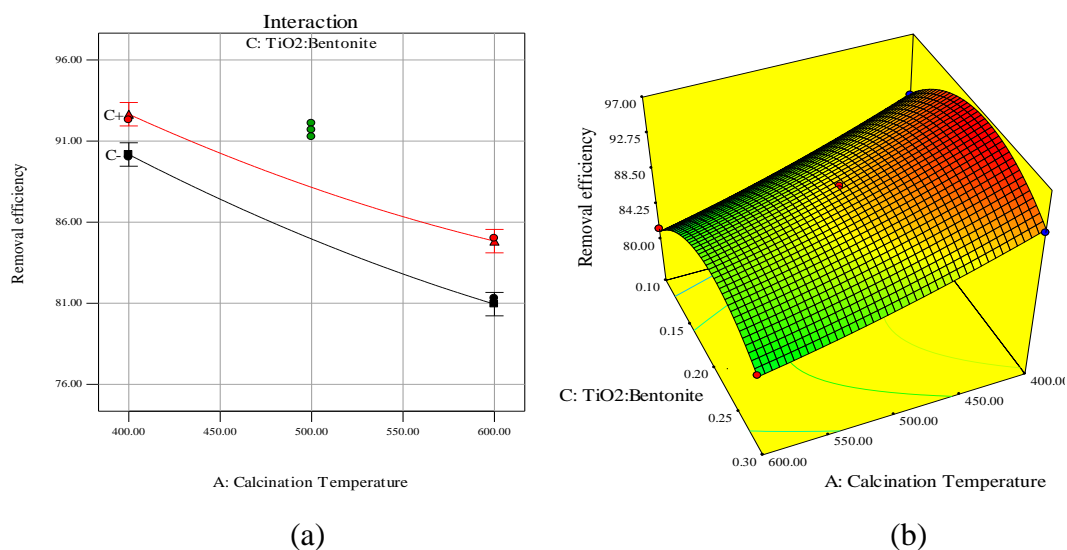 Interaction
C: TiO2:Bentonite
96.00
91.00
86.00
81.00
76.00
Removal efficiency
C+
C-
400.00
450.00
500.00
550.00
600.00
A: Calcination Temperature
(a)
97.00
92.75
88.50
84.25
80.00
Removal efficiency
0.10
0.15
0.20
0.25
0.30
C: TiO2:Bentonite
600.00
550.00
500.00
450.00
400.00
A: Calcination Temperature
(b)